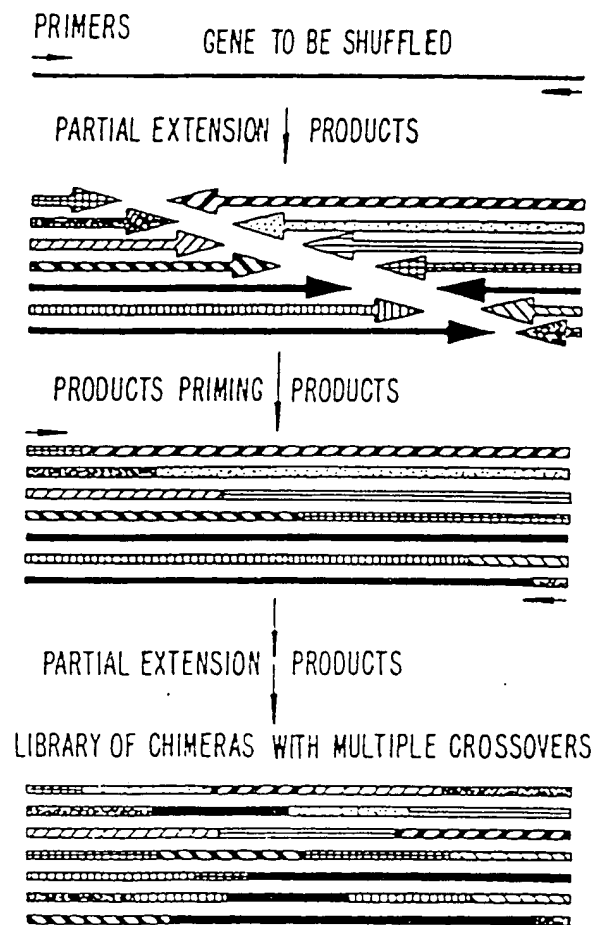 PRIMERS
GENE TO BE SHUFFLED
PARTIAL EXTENSION PRODUCTS
PRODUCTS PRIMING PRODUCTS
PARTIAL EXTENSION PRODUCTS
LIBRARY OF CHIMERAS WITH MULTIPLE CROSSOVERS